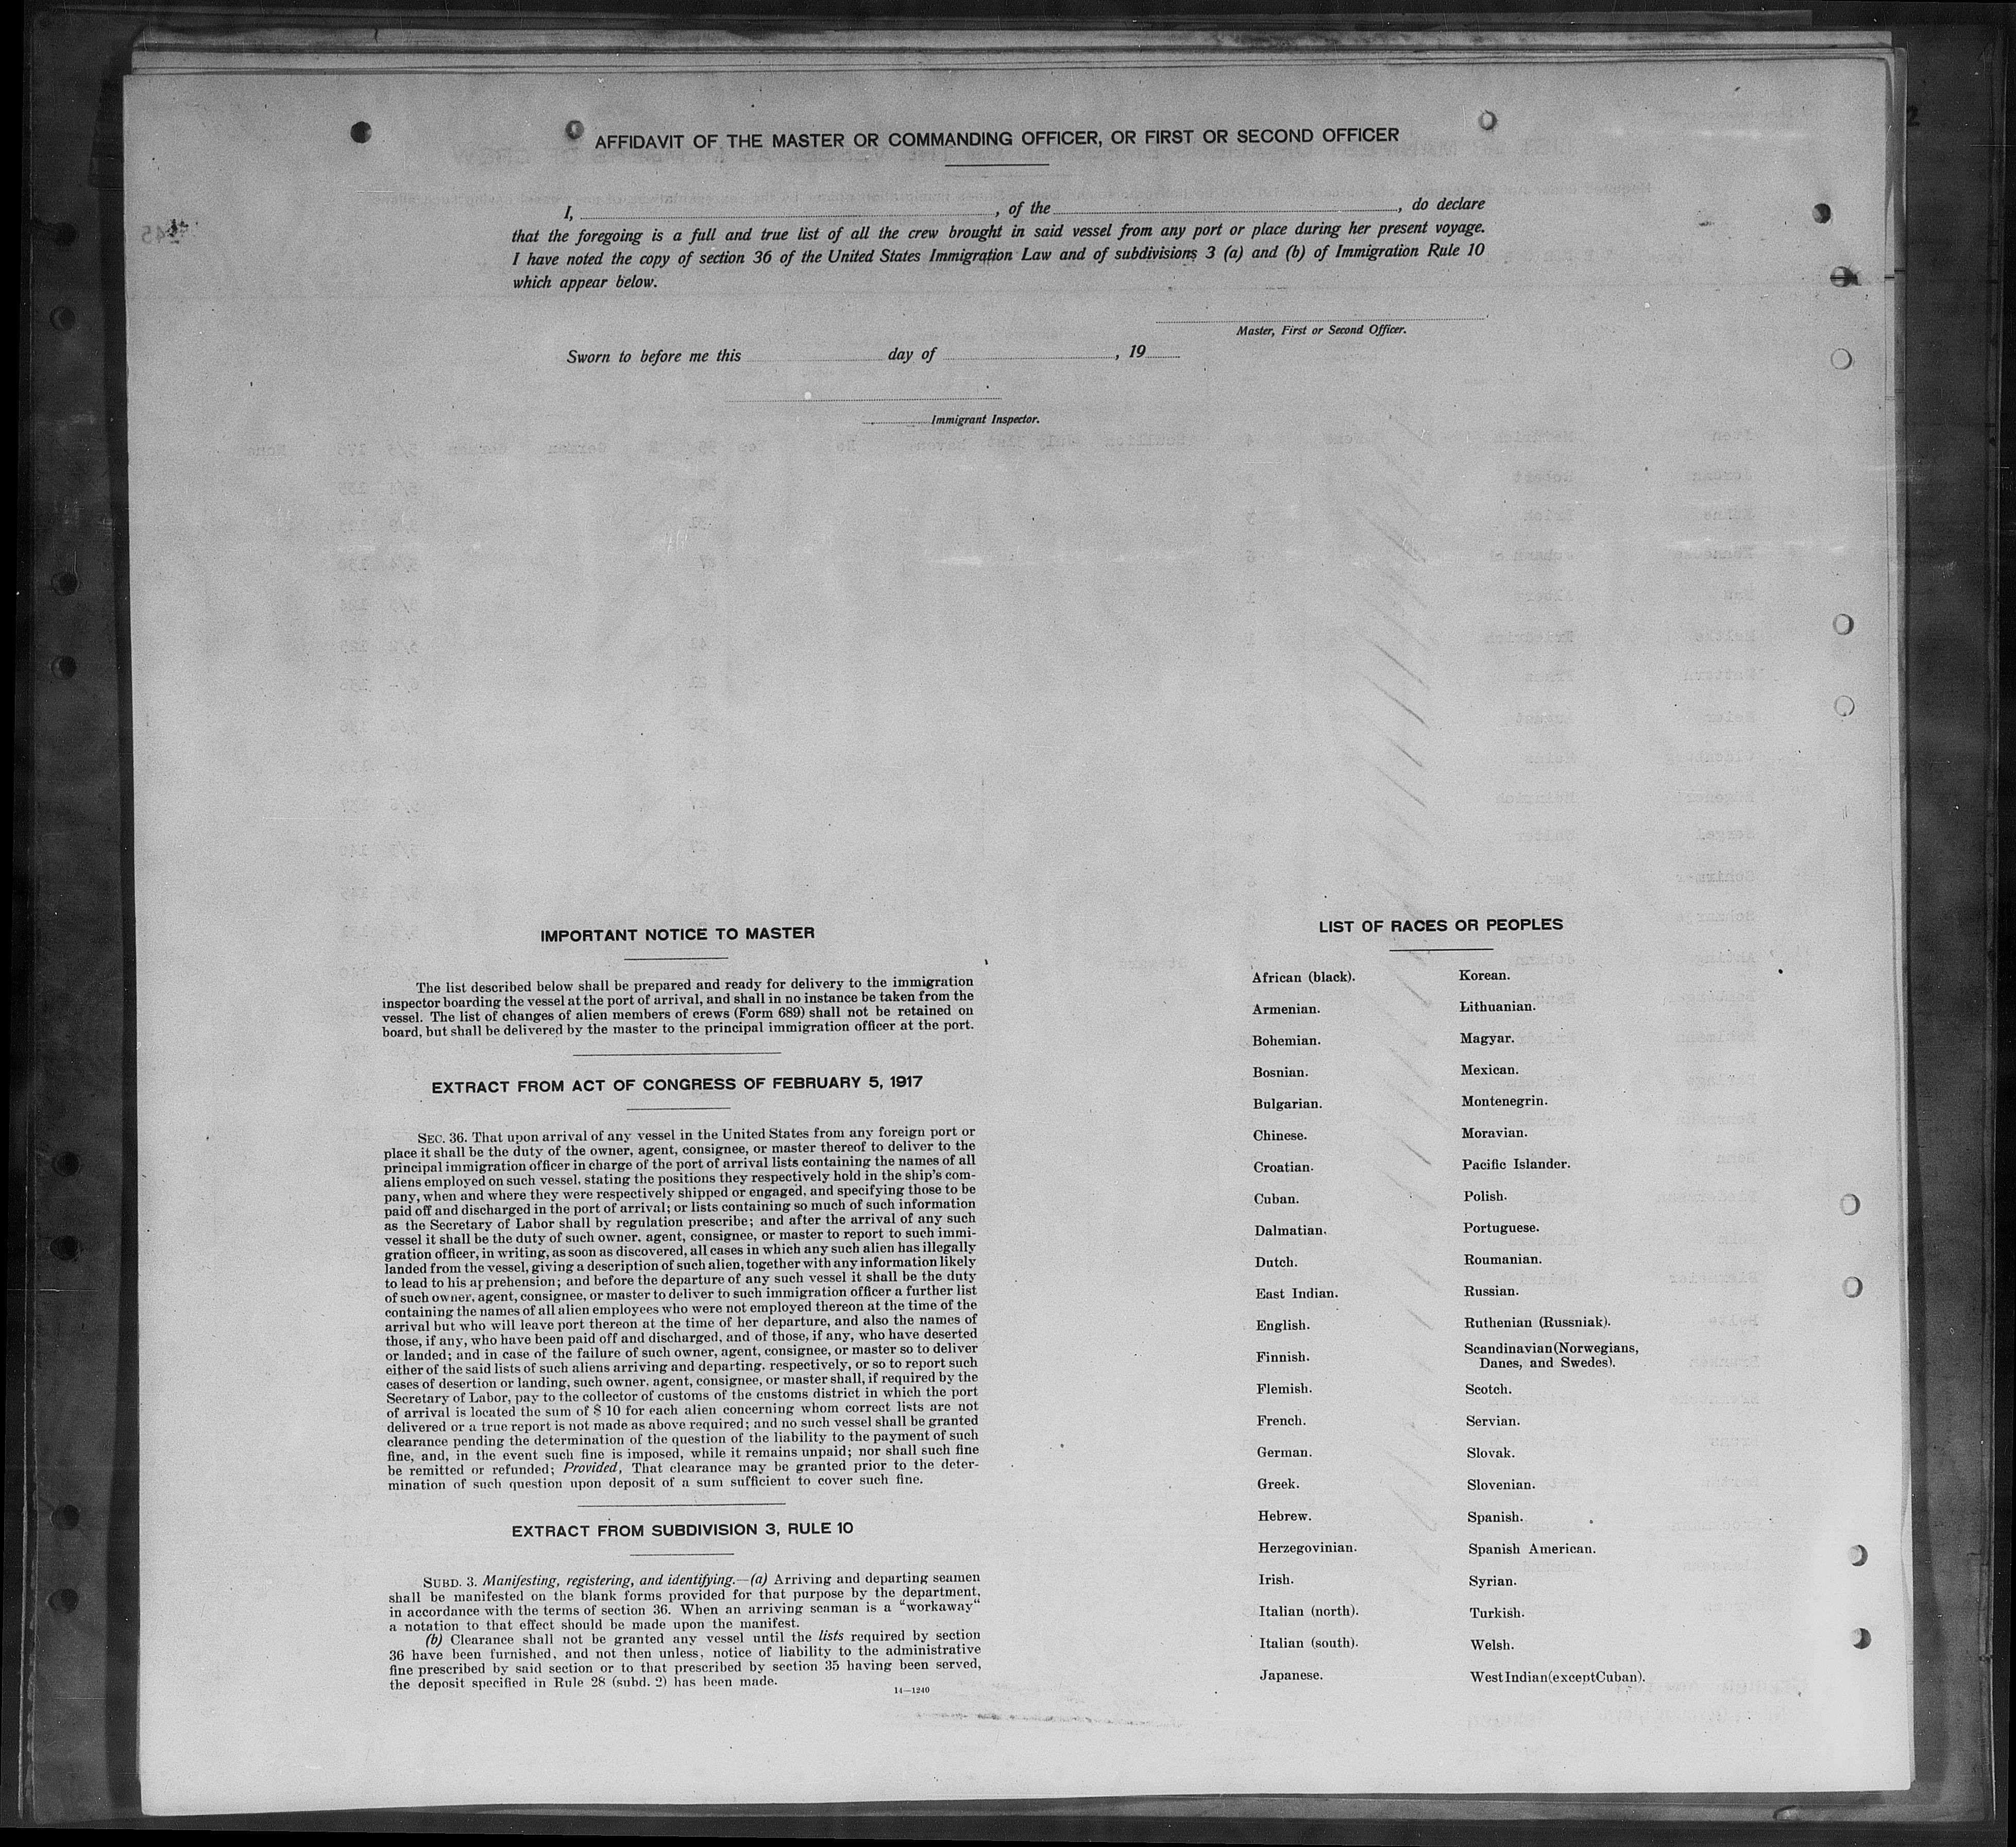 AFFIDAVIT OF THE MASTER OR COMMANDING OFFICER, OR FIRST OR SECOND OFFICER
I, , of the , do declare
that the foregoing is a full and true list of all the crew brought in said vessel from any port or place during her present voyage.
I have noted the copy of section 36 of the United States Immigration Law and of subdivisions 3 (a) and (b) of Immigration Rule 10
which appear below.
Master, First or Second Officer.
Sworn to before me this day of , 19
Immigrant Inspector.
IMPORTANT NOTICE TO MASTER
The list described below shall be prepared and ready for delivery to the immigration
inspector boarding the vessel at the port of arrival, and shall in no instance be taken from the
vessel. The list of changes of alien members of crews (Form 689) shall not be retained on
board, but shall be delivered by the master to the principal immigration officer at the port.
EXTRACT FROM ACT OF CONGRESS OF FEBRUARY 5, 1917
SEC. 36. That upon arrival of any vessel in the United States from any foreign port or
place it shall be the duty of the owner, agent, consignee, or master thereof to deliver to the
principal immigration officer in charge of the port of arrival lists containing the names of all
aliens employed on such vessel, stating the positions they respectively hold in the ship's com-
pany, when and where they were respectively shipped or engaged, and specifying those to be
paid off and discharged in the port of arrival; or lists containing so much of such information
as the Secretary of Labor shall by regulation prescribe; and after the arrival of any such
vessel it shall be the duty of such owner, agent, consignee, or master to report to such immi-
gration officer, in writing, as soon as discovered, all cases in which any such alien has illegally
landed from the vessel, giving a description of such alien, together with any information likely
to lead to his apprehension; and before the departure of any such vessel it shall be the duty
of such owner, agent, consignee, or master to deliver to such immigration officer a further list
containing the names of all alien employees who were not employed thereon at the time of the
arrival but who will leave port thereon at the time of her departure, and also the names of
those, if any, who have been paid off and discharged, and of those, if any, who have deserted
or landed; and in case of the failure of such owner, agent, consignee, or master so to deliver
either of the said lists of such aliens arriving and departing, respectively, or so to report such
cases of desertion or landing, such owner, agent, consignee, or master shall, if required by the
Secretary of Labor, pay to the collector of customs of the customs district in which the port
of arrival is located the sum of $ 10 for each alien concerning whom correct lists are not
delivered or a true report is not made as above required; and no such vessel shall be granted
clearance pending the determination of the question of the liability to the payment of such
fine, and, in the event such fine is imposed, while it remains unpaid; nor shall such fine
be remitted or refunded; Provided, That clearance may be granted prior to the deter-
mination of such question upon deposit of a sum sufficient to cover such fine.
EXTRACT FROM SUBDIVISION 3, RULE 10
SUBD. 3. Manifesting, registering, and identifying.—(a) Arriving and departing seamen
shall be manifested on the blank forms provided for that purpose by the department,
in accordance with the terms of section 36. When an arriving seaman is a “workaway“
a notation to that effect should be made upon the manifest.
(b) Clearance shall not be granted any vessel until the lists required by section
36 have been furnished, and not then unless, notice of liability to the administrative
fine prescribed by said section or to that prescribed by section 35 having been served,
the deposit specified in Rule 28 (subd. 2) has been made.
14—1240
LIST OF RACES OR PEOPLES
African (black).
Armenian.
Bohemian.
Bosnian.
Bulgarian.
Chinese.
Croatian.
Cuban.
Dalmatian.
Dutch.
East Indian.
English.
Finnish.
Flemish.
French.
German.
Greek.
Hebrew.
Herzegovinian.
Irish.
Italian (north).
Italian (south).
Japanese.
Korean.
Lithuanian.
Magyar.
Mexican.
Montenegrin.
Moravian.
Pacific Islander.
Polish.
Portuguese.
Roumanian.
Russian.
Ruthenian (Russniak).
Scandinavian (Norwegians,
Danes, and Swedes).
Scotch.
Servian.
Slovak.
Slovenian.
Spanish.
Spanish American.
Syrian.
Turkish.
Welsh.
West Indian (except Cuban).